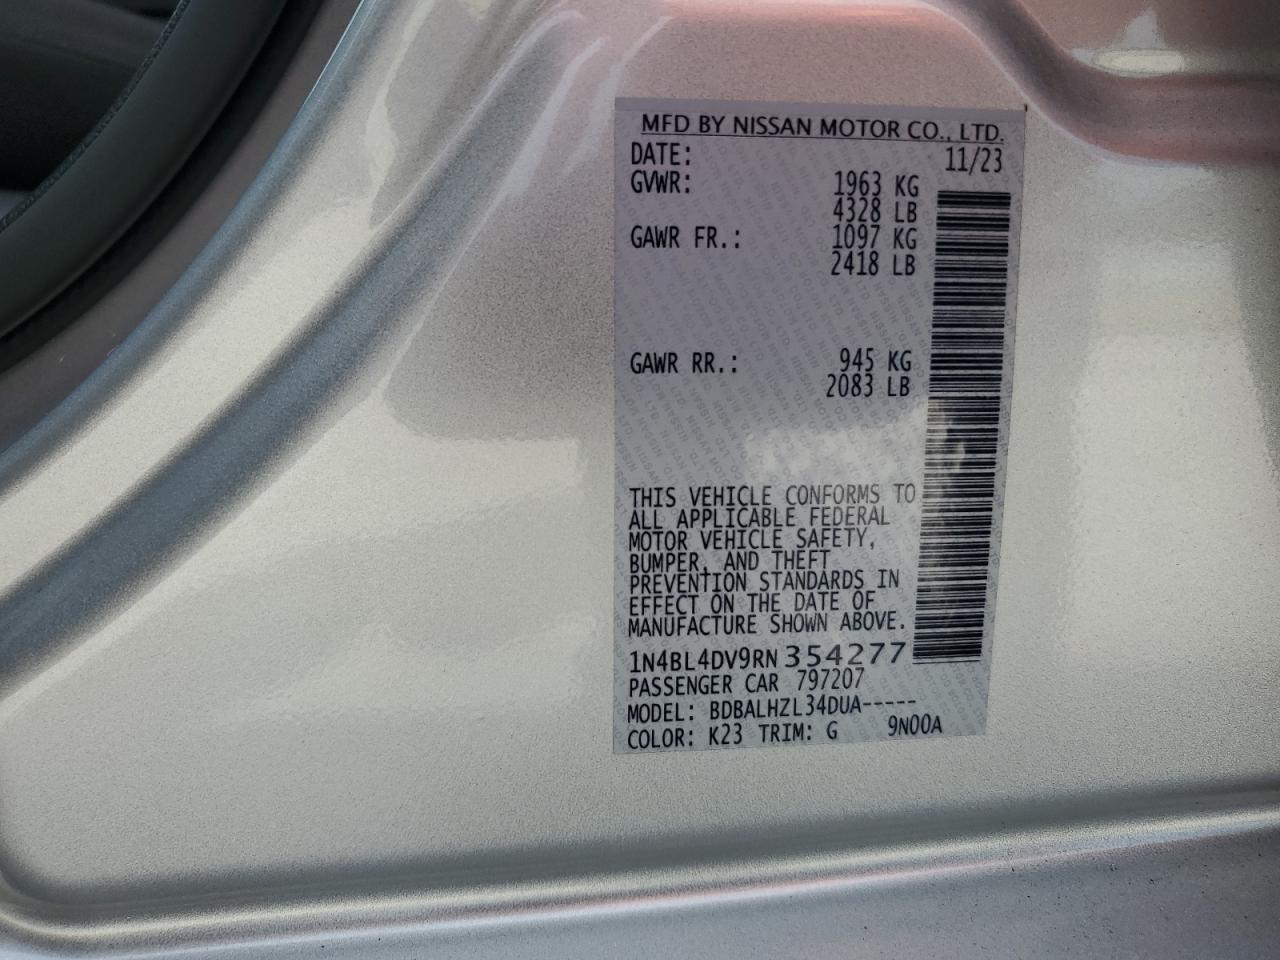 MFD BY NISSAN MOTOR CO., LTD.
DATE: 11/23
GVWR: 1963 KG
4328 LB
GAWR FR.: 1097 KG
2418 LB
GAWR RR.: 945 KG
2083 LB
THIS VEHICLE CONFORMS TO
ALL APPLICABLE FEDERAL
MOTOR VEHICLE SAFETY,
BUMPER, AND THEFT
PREVENTION STANDARDS IN
EFFECT ON THE DATE OF
MANUFACTURE SHOWN ABOVE.
1N4BL4DV9RN354277
PASSENGER CAR 797207
MODEL: BDBALHZL34DUA-----
COLOR: K23 TRIM: G 9N00A